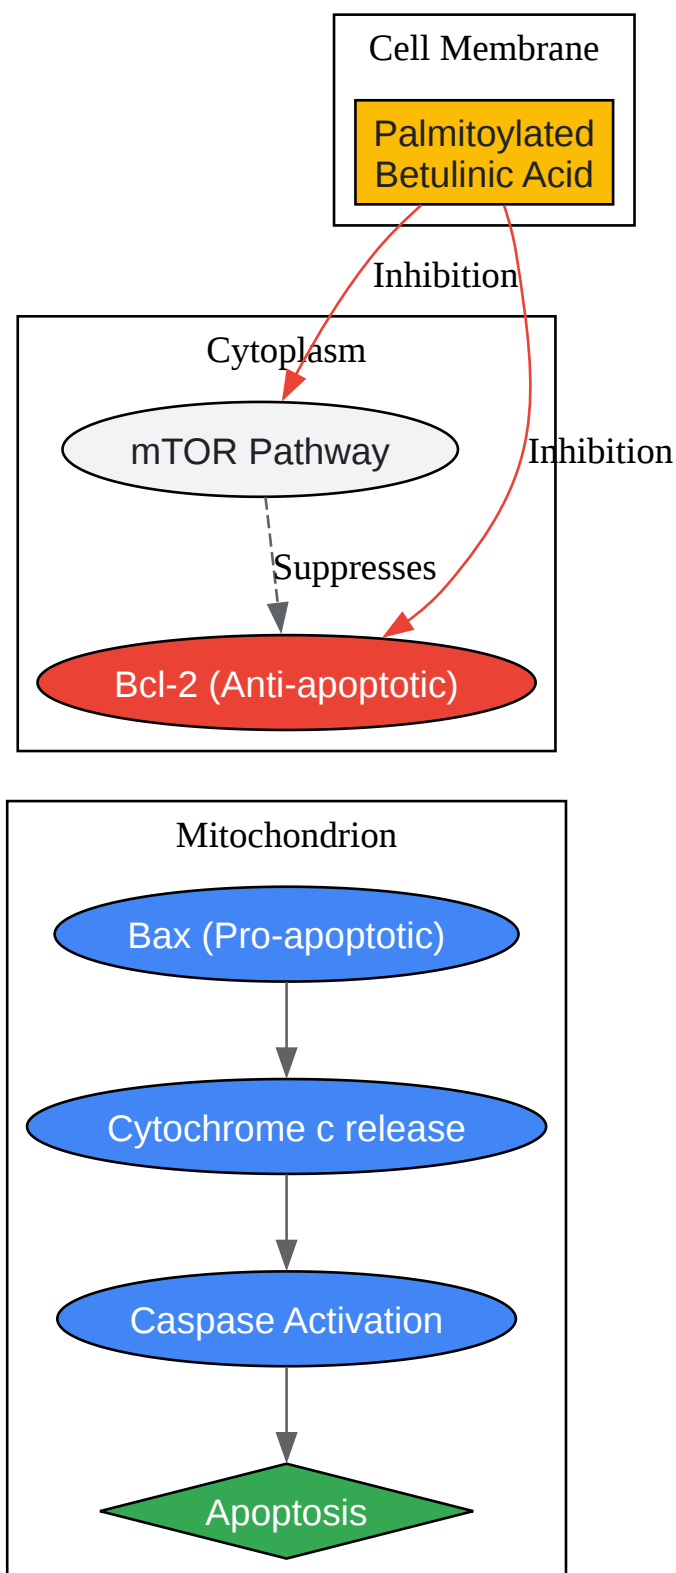 Cell Membrane
Palmitoylated
Betulinic Acid
Inhibition
Cytoplasm
mTOR Pathway
Inhibition
Suppresses
Bcl-2 (Anti-apoptotic)
Mitochondrion
Bax (Pro-apoptotic)
Cytochrome c release
Caspase Activation
Apoptosis